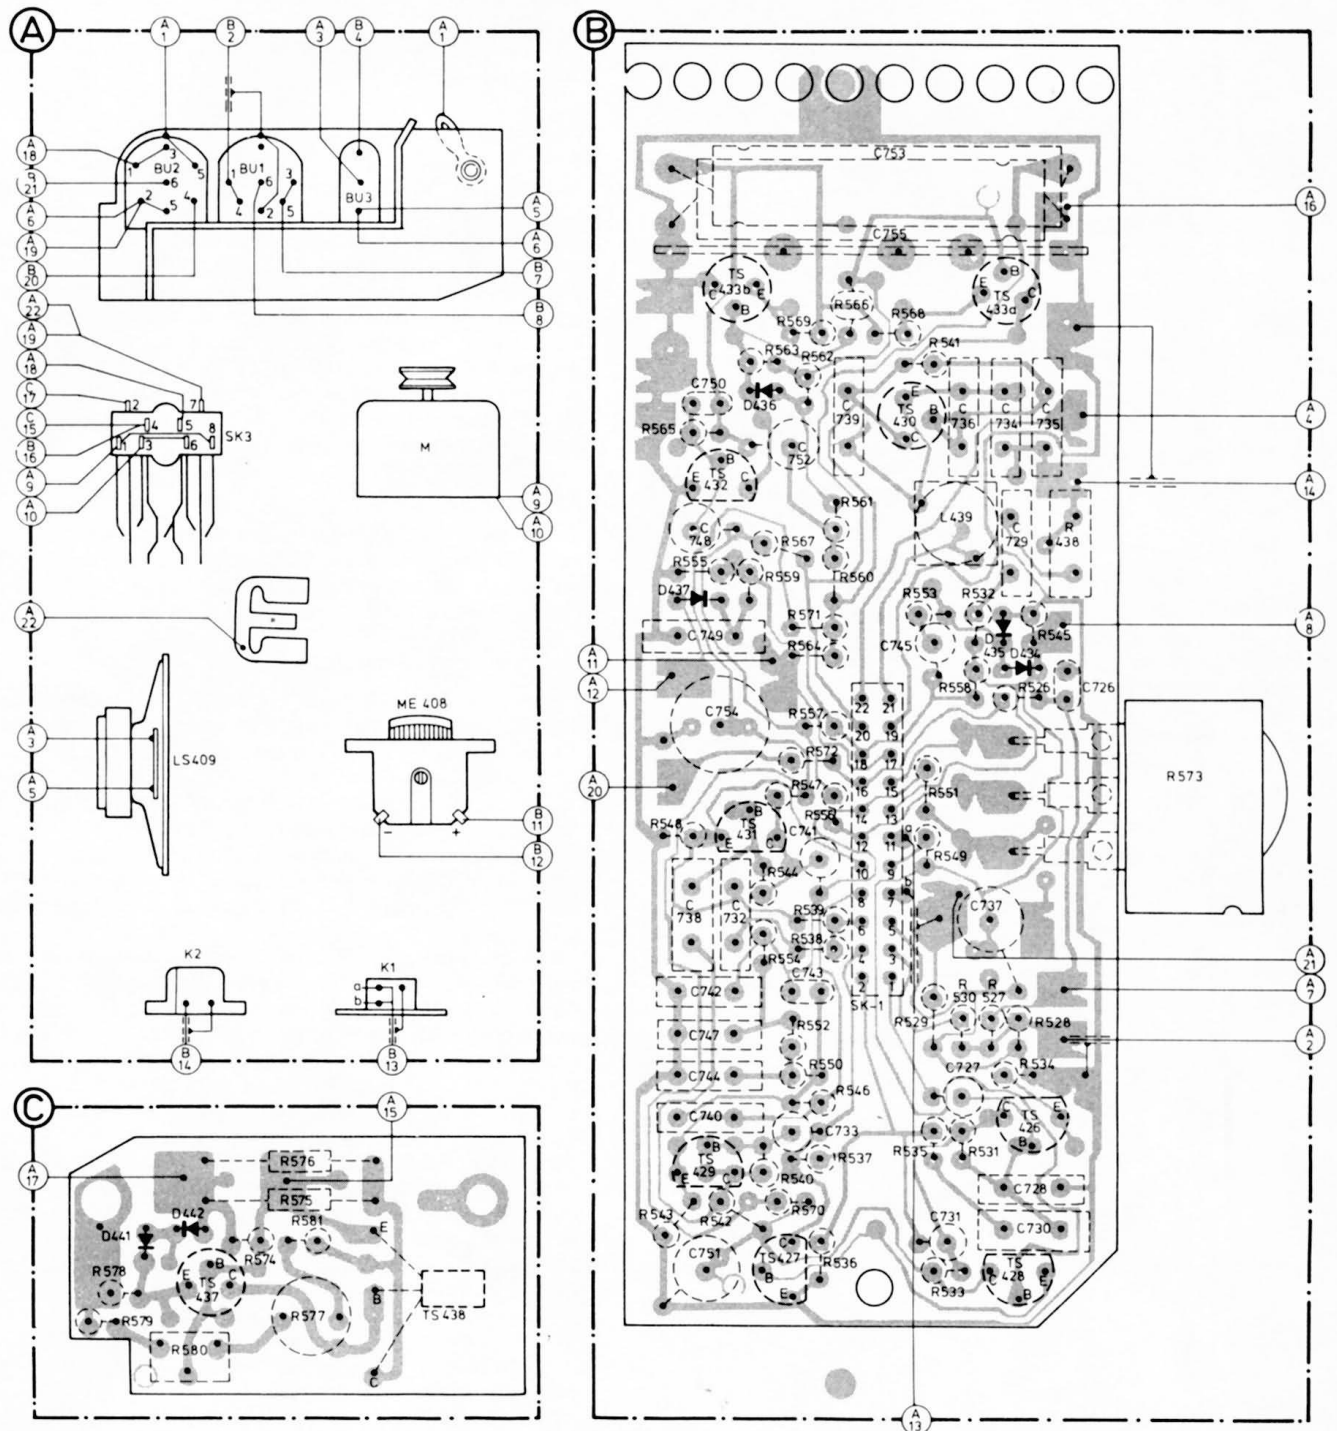 A
A 1
B 2
A 3
B 4
A 1
A 18
B 21
A 6
A 19
B 20
A 22
A 19
A 18
C 17
C 15
B 16
A 9
A 10
A 22
A 3
A 5
3
1
BU2
6
5
2
4
5
BU1
1
6
3
4
2
5
BU3
A 5
A 6
B 7
B 8
2
7
4
5
8
1
3
6
SK3
M
A 9
A 10
LS409
ME 408
-
+
B 11
B 12
K2
K1
a
b
B 14
B 13
C
A 15
A 17
R576
R575
D442
D441
R581
E
R574
R578
B
E
TS 437
C
R579
R577
B
TS 438
R580
C
B
C753
C755
A 16
TS 433b
C
E
B
B
E
TS 433a
C
R566
R569
R568
R563
R562
R541
C750
D436
C 739
E
TS 430
B
C
C 736
C 734
C 735
A 4
R565
C 752
B
TS 432
E
C
A 14
R561
L439
C 748
R567
C 729
R 438
R555
R559
R560
D437
R553
R532
R571
A 8
C749
R564
C745
D 435
R545
D434
A 11
A 12
R558
R526
C726
22
21
C754
R557
20
19
R572
18
17
R573
A 20
R547
16
15
R551
R556
14
13
R548
B
TS 431
E
C
C741
a
12
11
R549
R544
10
9
b
C 738
C 732
8
7
C737
R539
6
5
R538
R554
4
3
A 21
C742
C743
2
1
SK-1
R 530
R 527
A 7
R529
R528
C747
R552
A 2
C744
R550
C727
R534
R546
C740
C733
C
TS 426
E
B
B
TS 429
E
C
R537
R535
R531
R540
C728
R543
R542
R570
C731
C730
C751
TS427
C
B
E
R536
R533
TS 428
C
E
B
A 13